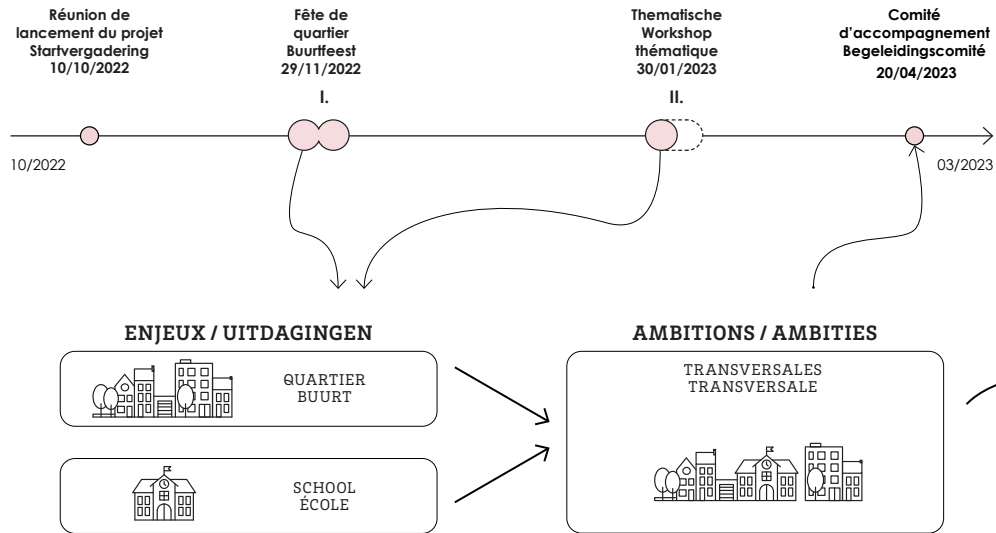 Réunion de
lancement du projet
Startvergadering
10/10/2022
Fête de
quartier
Buurtfeest
29/11/2022
I.
Thematische
Workshop
thématique
30/01/2023
II.
Comité
d'accompagnement
Begeleidingscomité
20/04/2023
10/2022
03/2023
ENJEUX / UITDAGINGEN
QUARTIER
BUURT
SCHOOL
ÉCOLE
AMBITIONS / AMBITIES
TRANSVERSALES
TRANSVERSALE